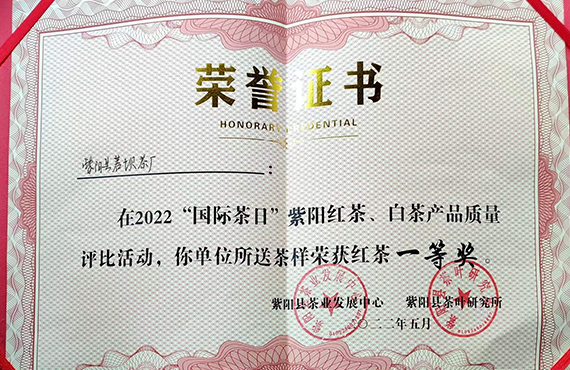 荣誉证书
HONORARY CREDENTIAL
紫阳县茗坝茶厂：
在2022“国际茶日”紫阳红茶、白茶产品质量
评比活动，你单位所送茶样荣获红茶一等奖。
紫阳县茶业发展中心 紫阳县茶叶研究所
二〇二二年五月